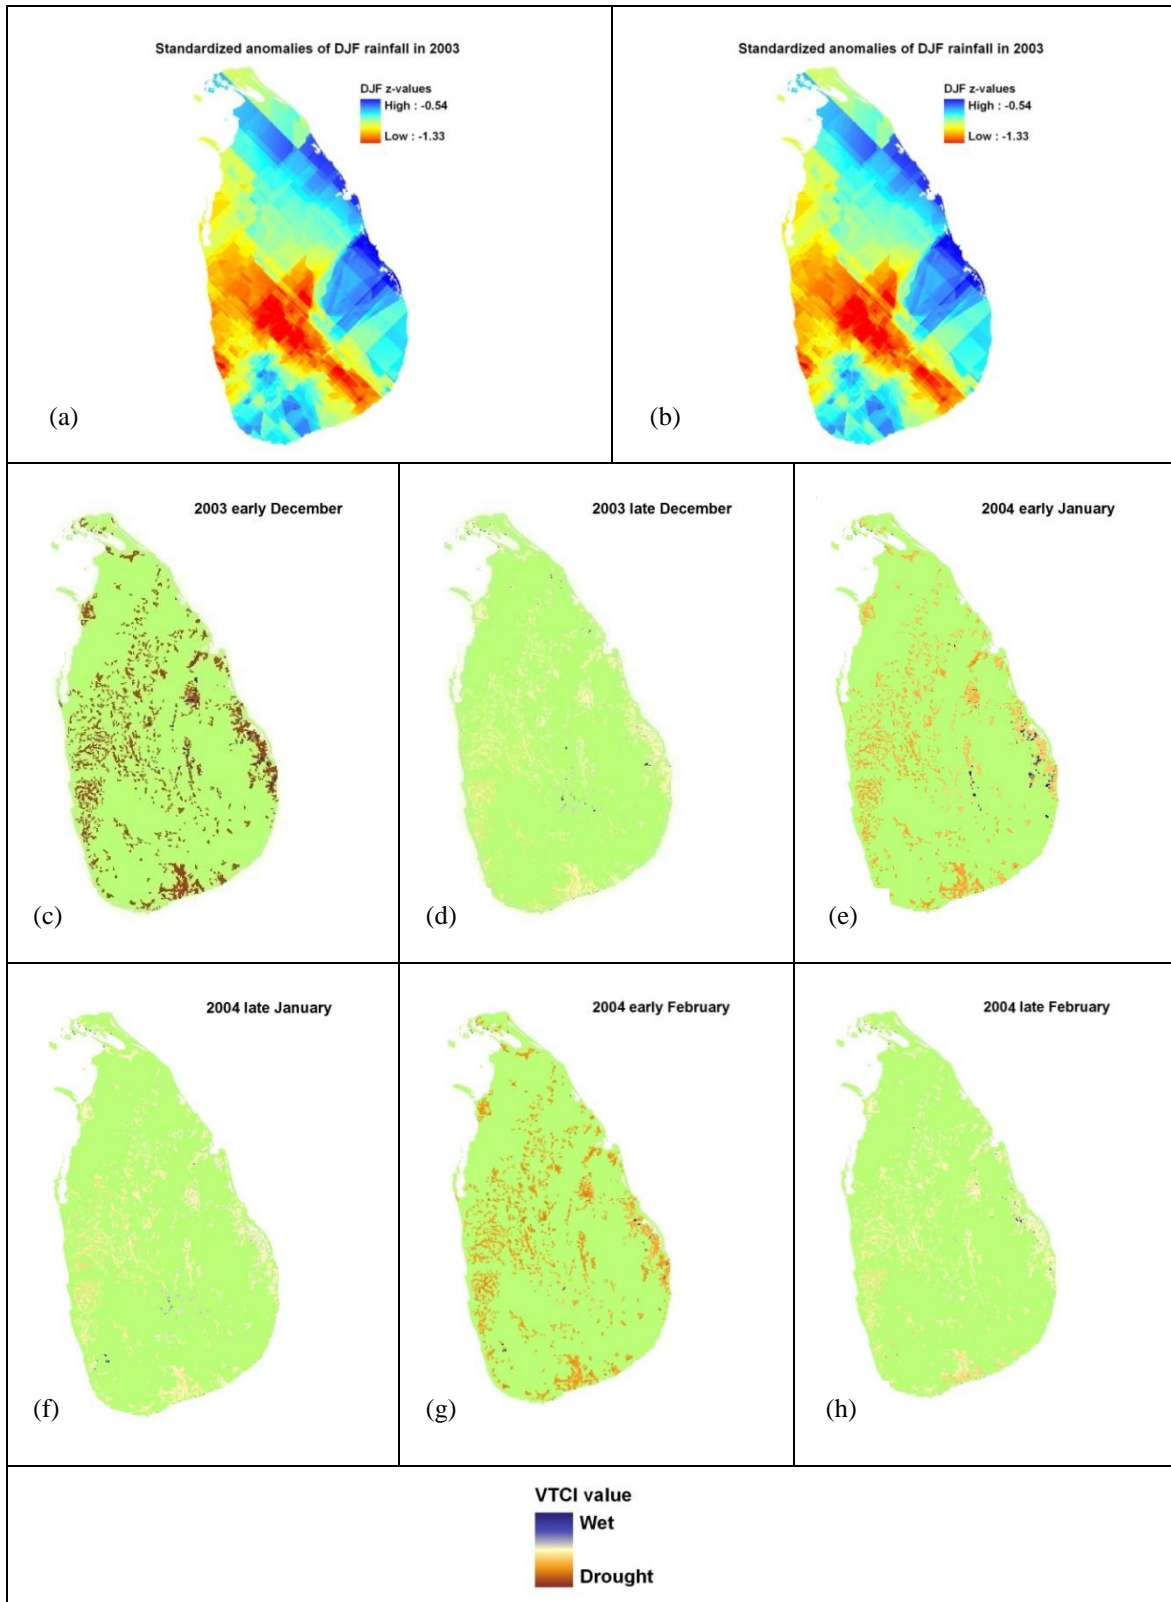 Standardized anomalies of DJF rainfall in 2003
DJF z-values
High : -0.54
Low : -1.33
(a)
Standardized anomalies of DJF rainfall in 2003
DJF z-values
High : -0.54
Low : -1.33
(b)
2003 early December
(c)
2003 late December
(d)
2004 early January
(e)
2004 late January
(f)
2004 early February
(g)
2004 late February
(h)
VTCI value
Wet
Drought